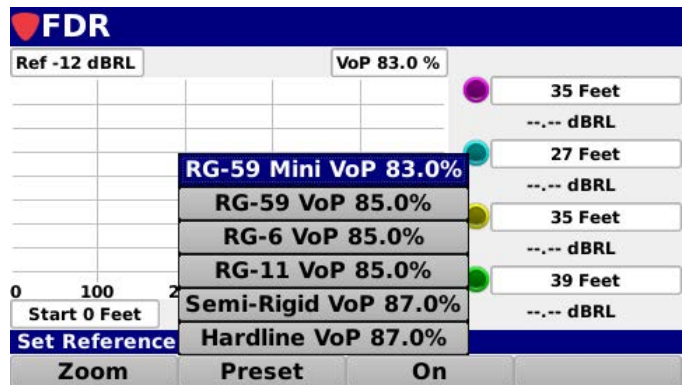 FDR
Ref -12 dBRL
VoP 83.0 %
35 Feet
--.-- dBRL
27 Feet
--.-- dBRL
35 Feet
--.-- dBRL
39 Feet
--.-- dBRL
RG-59 Mini VoP 83.0%
RG-59 VoP 85.0%
RG-6 VoP 85.0%
RG-11 VoP 85.0%
Semi-Rigid VoP 87.0%
Hardline VoP 87.0%
0 100 2
Start 0 Feet
Set Reference
Zoom Preset On